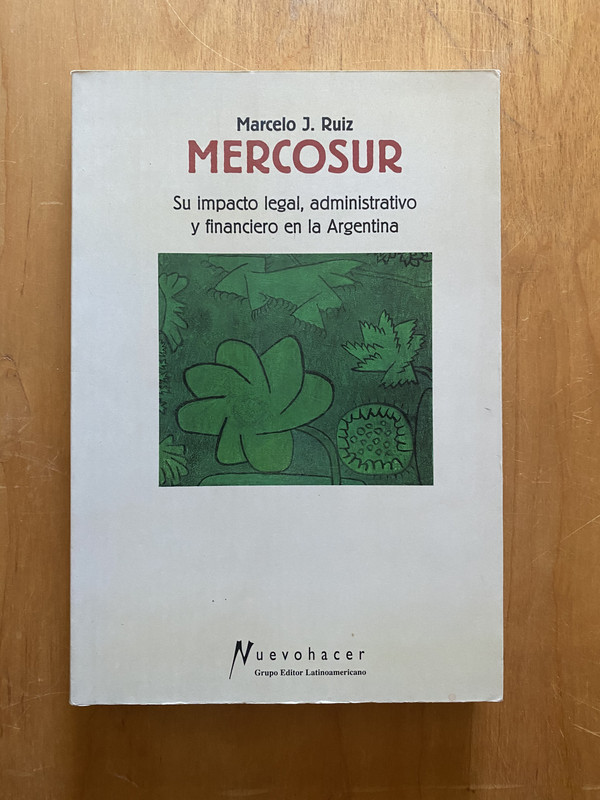 Marcelo J. Ruiz
MERCOSUR
Su impacto legal, administrativo
y financiero en la Argentina
Nuevohacer
Grupo Editor Latinoamericano